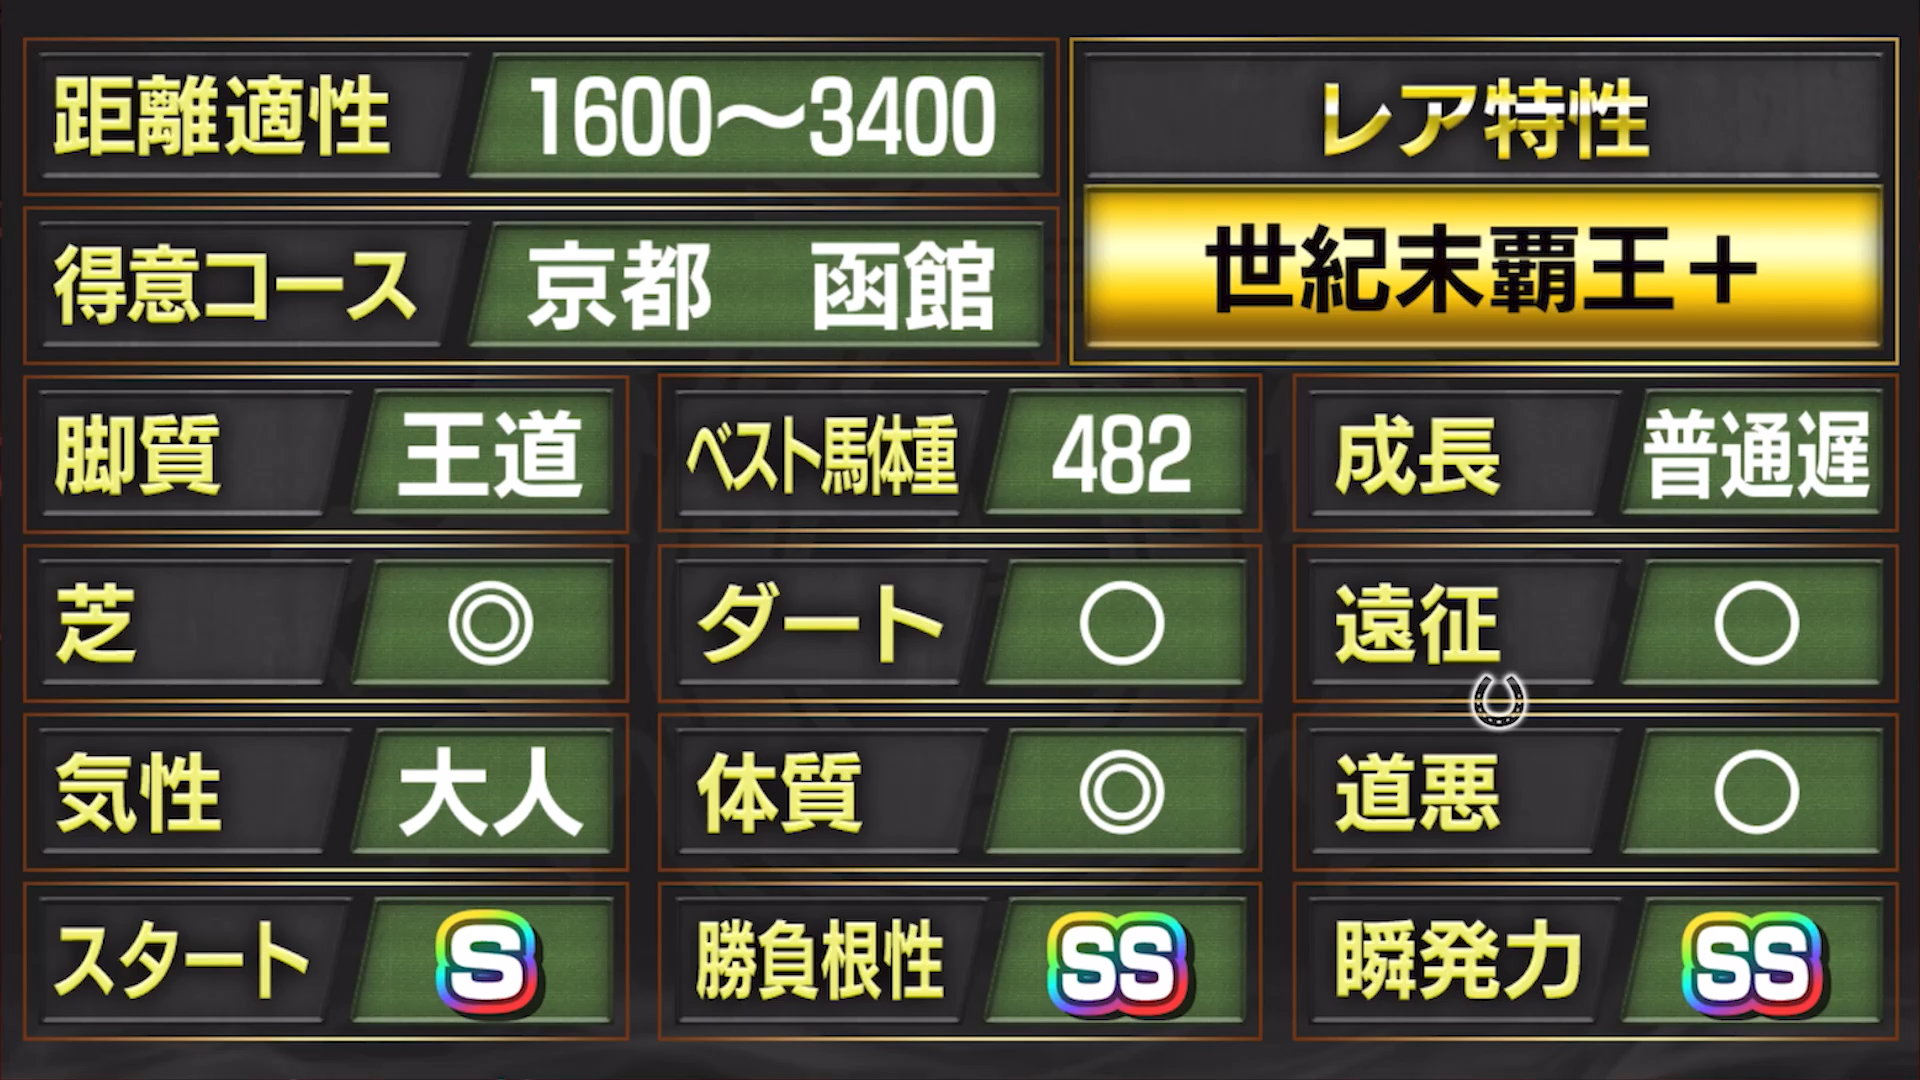 距離適性 1600～3400
レア特性
得意コース 京都 函館
世紀末覇王＋
脚質 王道 ベスト馬体重 482 成長 普通遅
芝 ◎ ダート ○ 遠征 ○
気性 大人 体質 ◎ 道悪 ○
スタート S 勝負根性 SS 瞬発力 SS